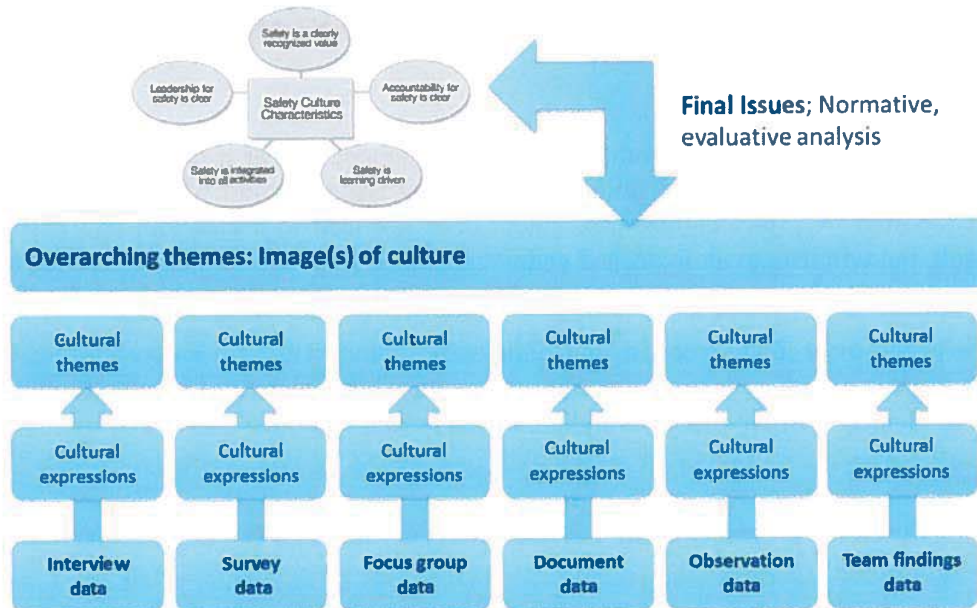 Safety is a clearly
recognized value
Leadership for
safety is clear
Safety Culture
Characteristics
Accountability for
safety is clear
Safety is integrated
into all activities
Safety is
learning driven
Final Issues; Normative,
evaluative analysis
Overarching themes: Image(s) of culture
Cultural
themes
Cultural
themes
Cultural
themes
Cultural
themes
Cultural
themes
Cultural
themes
Cultural
expressions
Cultural
expressions
Cultural
expressions
Cultural
expressions
Cultural
expressions
Cultural
expressions
Interview
data
Survey
data
Focus group
data
Document
data
Observation
data
Team findings
data